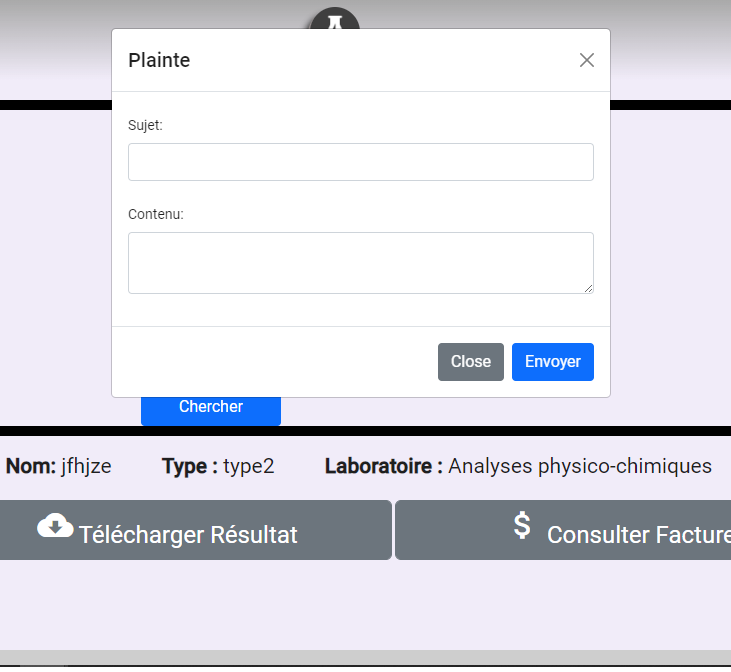 Plainte
Sujet:
Contenu:
Close Envoyer
Chercher
Nom: jfhjze Type : type2 Laboratoire : Analyses physico-chimiques
Télécharger Résultat $ Consulter Facture